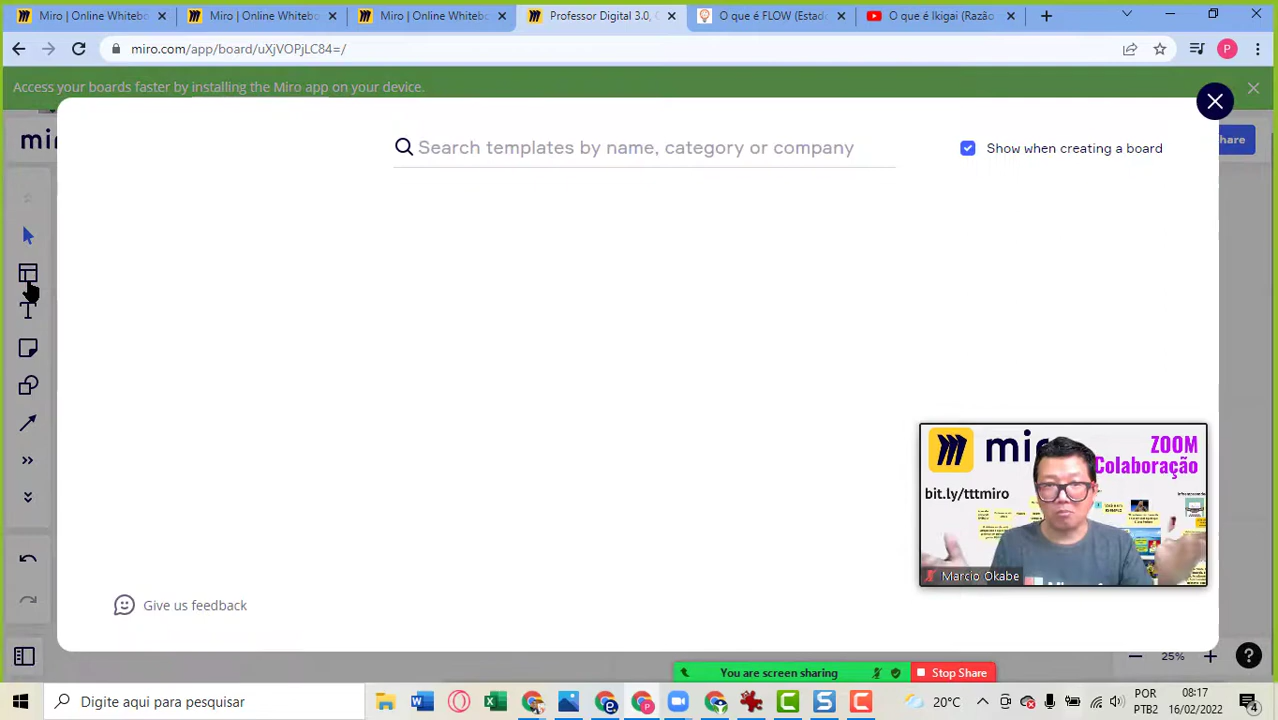 Miro | Online Whitebo
Miro | Online Whitebo
Miro | Online Whitebo
Professor Digital 3.0,
O que é FLOW (Estad
O que é Ikigai (Razão
miro.com/app/board/uXjVOPjLC84=/
P
Access your boards faster by installing the Miro app on your device.
mir
Search templates by name, category or company
Show when creating a board
hare
T
miro
ZOOM
Colaboração
bit.ly/tttmiro
Marcio Okabe
Give us feedback
25%
You are screen sharing
Stop Share
Digite aqui para pesquisar
20°C
POR
PTB2
08:17
16/02/2022
4